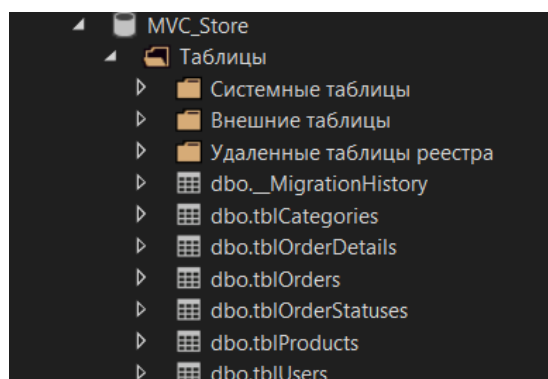 MVC_Store
Таблицы
Системные таблицы
Внешние таблицы
Удаленные таблицы реестра
dbo.__MigrationHistory
dbo.tblCategories
dbo.tblOrderDetails
dbo.tblOrders
dbo.tblOrderStatuses
dbo.tblProducts
dbo.tblUsers